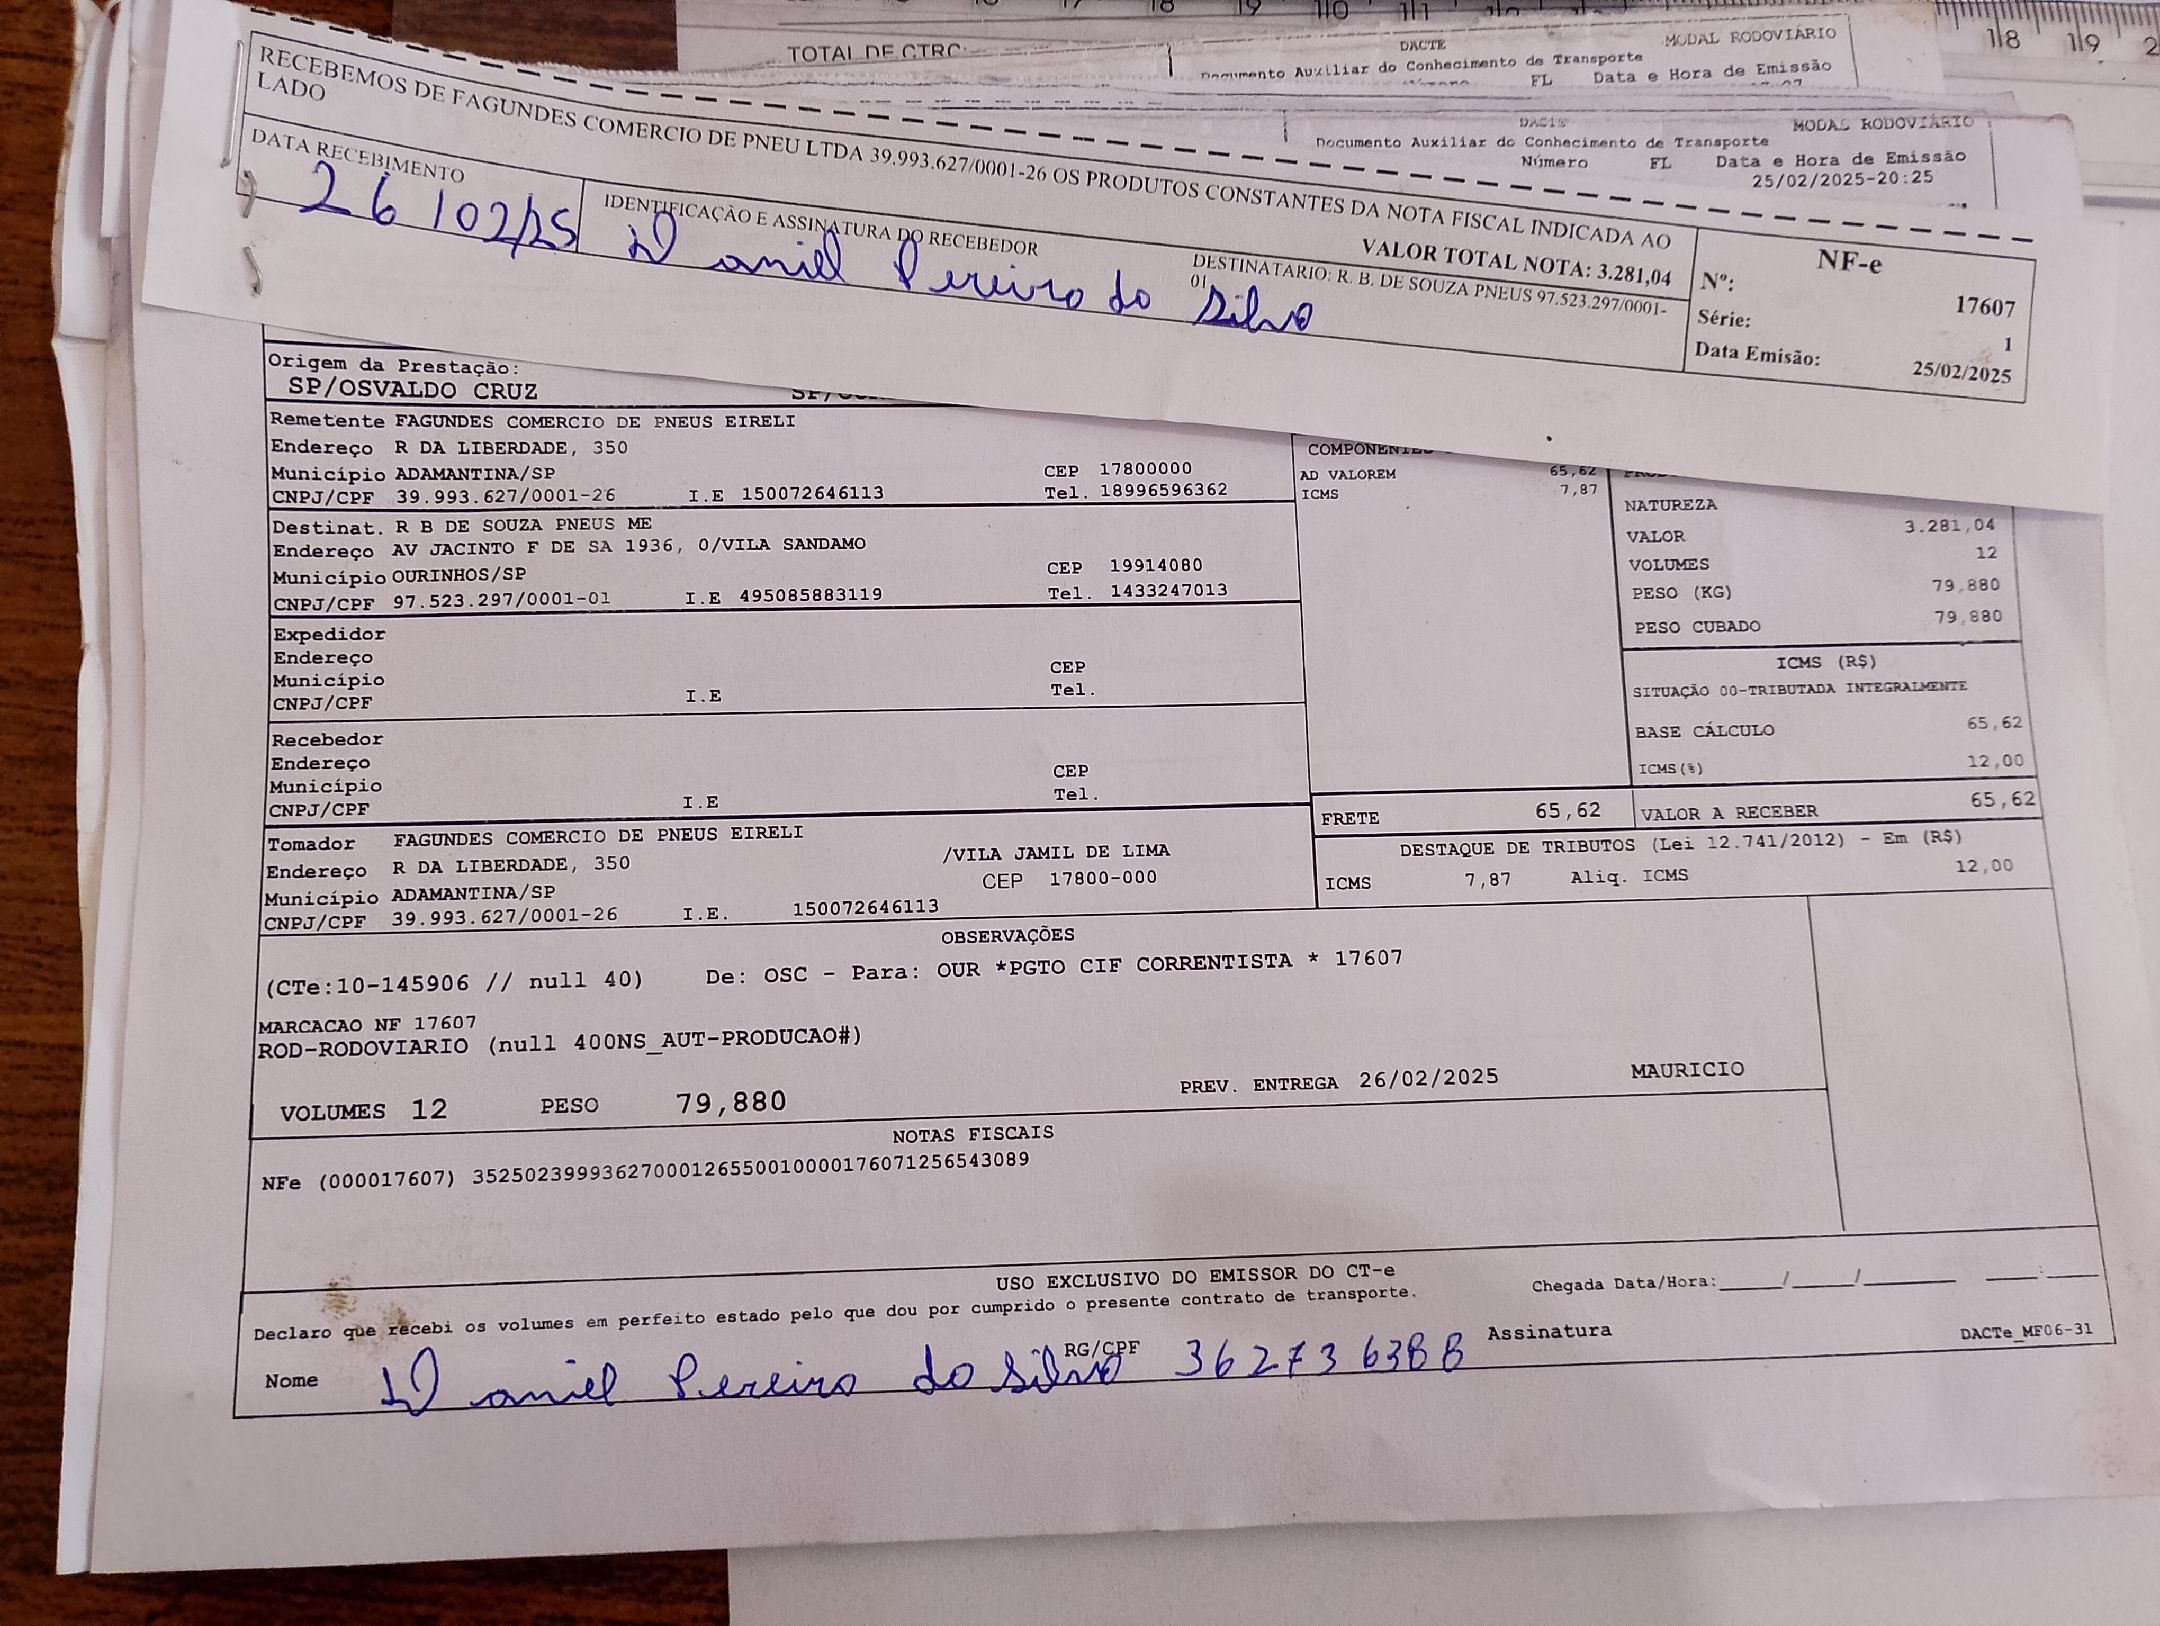 TOTAL DE CTRC:
DACTE
MODAL RODOVIÁRIO
Documento Auxiliar do Conhecimento de Transporte
FL Data e Hora de Emissão
DACTE
MODAL RODOVIÁRIO
Documento Auxiliar do Conhecimento de Transporte
Número FL Data e Hora de Emissão
25/02/2025-20:25
RECEBEMOS DE FAGUNDES COMERCIO DE PNEU LTDA 39.993.627/0001-26 OS PRODUTOS CONSTANTES DA NOTA FISCAL INDICADA AO
LADO
VALOR TOTAL NOTA: 3.281,04
DATA RECEBIMENTO
26/02/25
IDENTIFICAÇÃO E ASSINATURA DO RECEBEDOR
Daniel Pereira da Silva
DESTINATARIO: R. B. DE SOUZA PNEUS 97.523.297/0001-
01
NF-e
Nº: 17607
Série: 1
Data Emisão: 25/02/2025
Origem da Prestação:
SP/OSVALDO CRUZ
Remetente FAGUNDES COMERCIO DE PNEUS EIRELI
Endereço R DA LIBERDADE, 350
Município ADAMANTINA/SP CEP 17800000
CNPJ/CPF 39.993.627/0001-26 I.E 150072646113 Tel. 18996596362
Destinat. R B DE SOUZA PNEUS ME
Endereço AV JACINTO F DE SA 1936, 0/VILA SANDAMO
Município OURINHOS/SP CEP 19914080
CNPJ/CPF 97.523.297/0001-01 I.E 495085883119 Tel. 1433247013
Expedidor
Endereço
Município CEP
CNPJ/CPF I.E Tel.
Recebedor
Endereço
Município CEP
CNPJ/CPF I.E Tel.
Tomador FAGUNDES COMERCIO DE PNEUS EIRELI
Endereço R DA LIBERDADE, 350 /VILA JAMIL DE LIMA
Município ADAMANTINA/SP CEP 17800-000
CNPJ/CPF 39.993.627/0001-26 I.E. 150072646113
COMPONENTES
AD VALOREM 65,62
ICMS 7,87
NATUREZA
VALOR 3.281,04
VOLUMES 12
PESO (KG) 79,880
PESO CUBADO 79,880
ICMS (R$)
SITUAÇÃO 00-TRIBUTADA INTEGRALMENTE
BASE CÁLCULO 65,62
ICMS(%) 12,00
FRETE 65,62 VALOR A RECEBER 65,62
DESTAQUE DE TRIBUTOS (Lei 12.741/2012) - Em (R$)
ICMS 7,87 Aliq. ICMS 12,00
OBSERVAÇÕES
(CTe:10-145906 // null 40) De: OSC - Para: OUR *PGTO CIF CORRENTISTA * 17607
MARCACAO NF 17607
ROD-RODOVIARIO (null 400NS_AUT-PRODUCAO#)
VOLUMES 12 PESO 79,880 PREV. ENTREGA 26/02/2025 MAURICIO
NOTAS FISCAIS
NFe (000017607) 35250239993627000126550010000176071256543089
USO EXCLUSIVO DO EMISSOR DO CT-e
Declaro que recebi os volumes em perfeito estado pelo que dou por cumprido o presente contrato de transporte.
Chegada Data/Hora:_____/_____/________ ____:____
Nome Daniel Pereira da Silva RG/CPF 362736388 Assinatura
DACTe_MF06-31